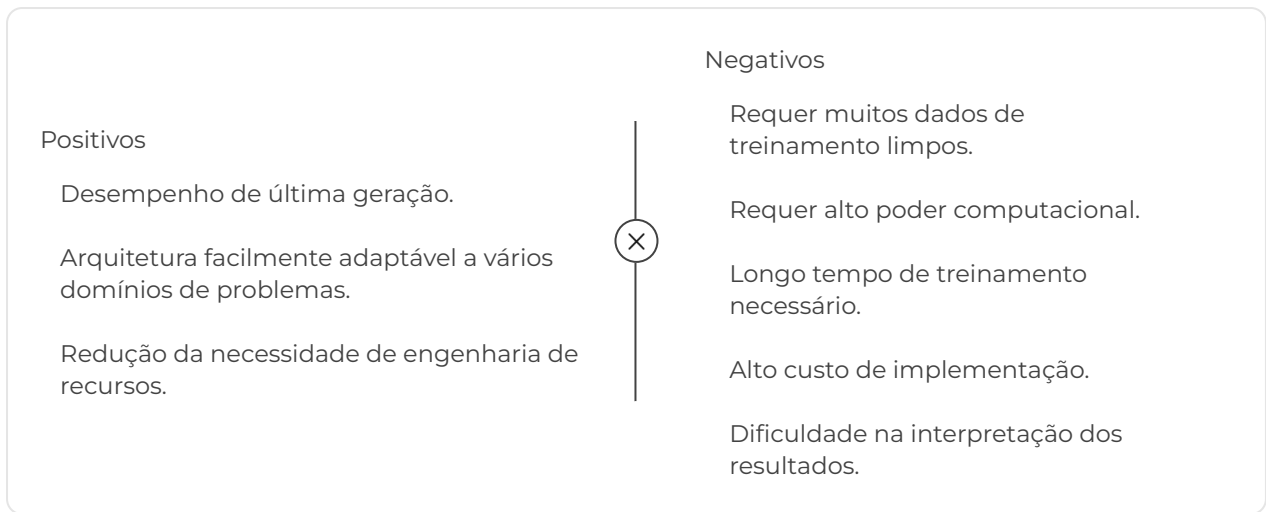 Positivos
Desempenho de última geração.
Arquitetura facilmente adaptável a vários
domínios de problemas.
Redução da necessidade de engenharia de
recursos.
Negativos
Requer muitos dados de
treinamento limpos.
Requer alto poder computacional.
Longo tempo de treinamento
necessário.
Alto custo de implementação.
Dificuldade na interpretação dos
resultados.